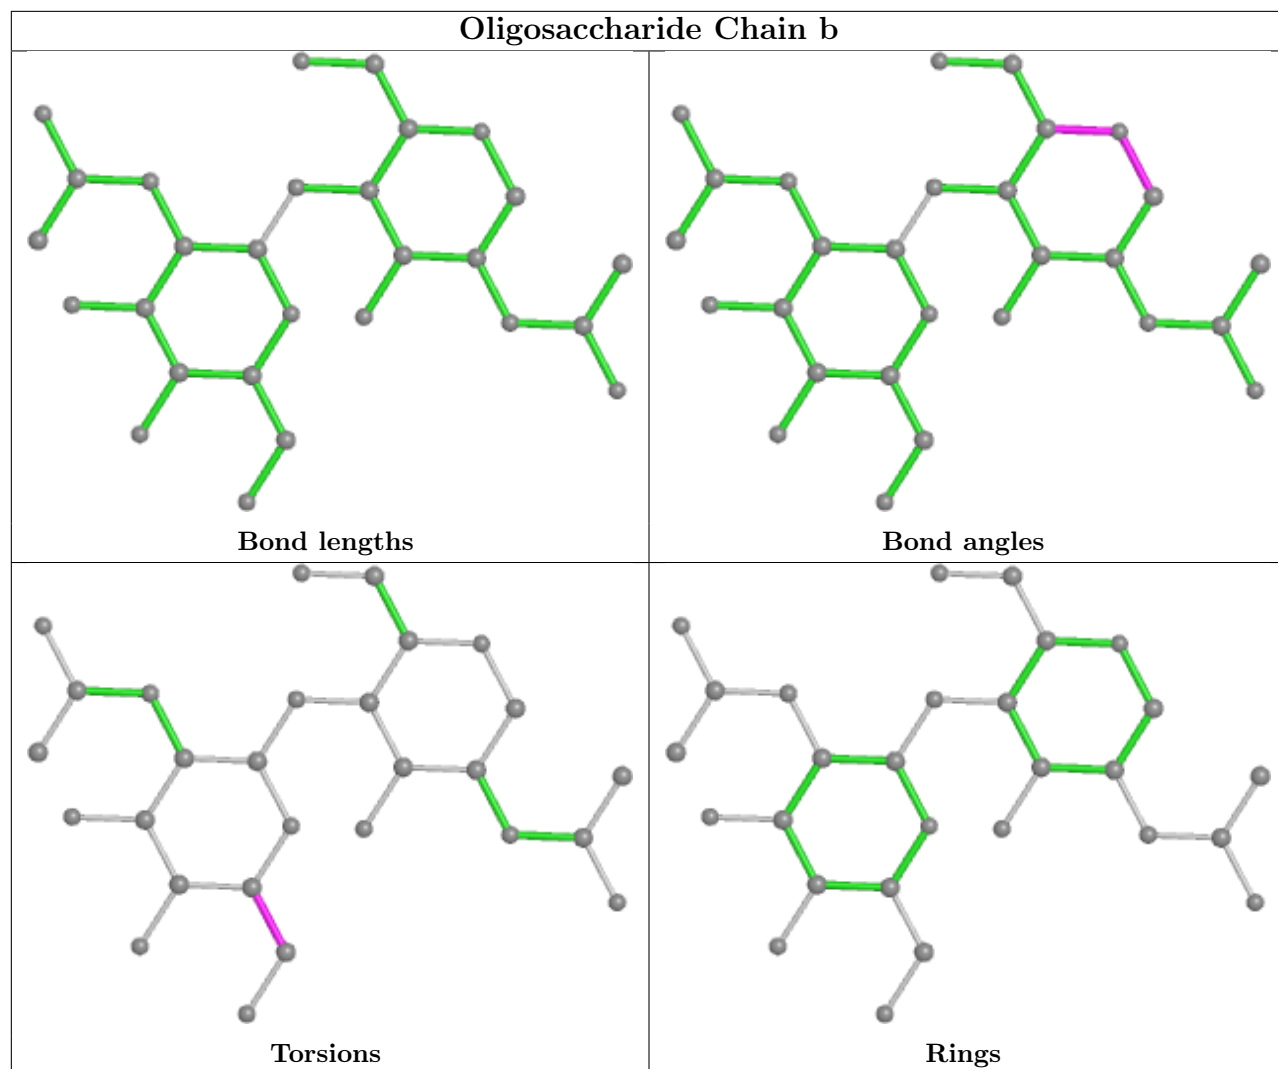 Oligosaccharide Chain b
Bond lengths
Bond angles
Torsions
Rings